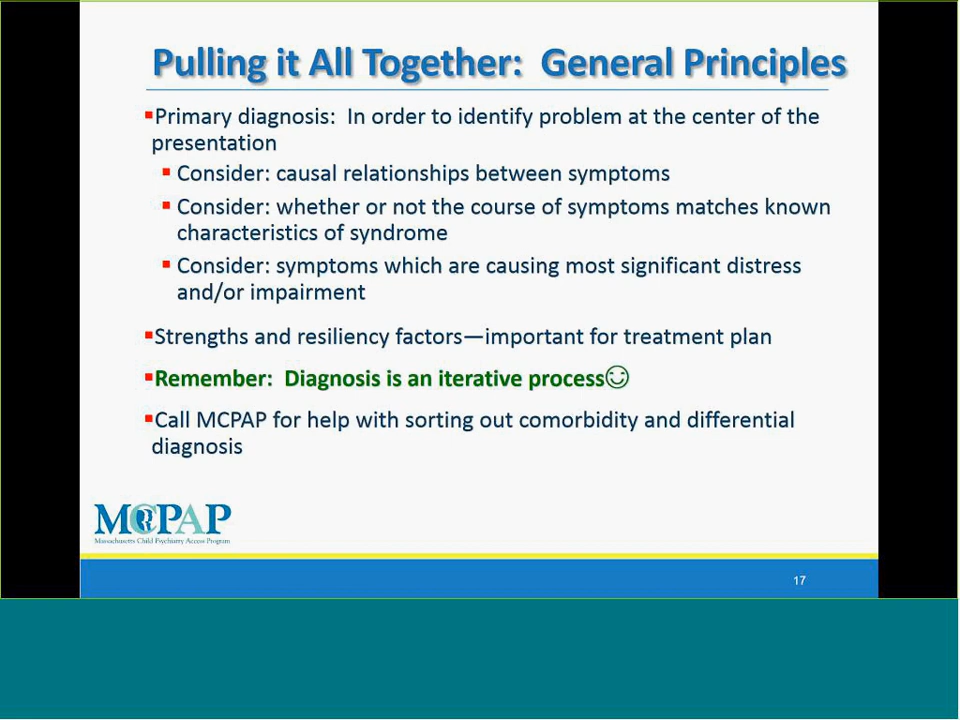 Pulling it All Together:  General Principles
▪Primary diagnosis:  In order to identify problem at the center of the
presentation
▪ Consider: causal relationships between symptoms
▪ Consider: whether or not the course of symptoms matches known
characteristics of syndrome
▪ Consider: symptoms which are causing most significant distress
and/or impairment
▪Strengths and resiliency factors—important for treatment plan
▪Remember:  Diagnosis is an iterative process☺
▪Call MCPAP for help with sorting out comorbidity and differential
diagnosis
MCPAP
Massachusetts Child Psychiatry Access Program
17